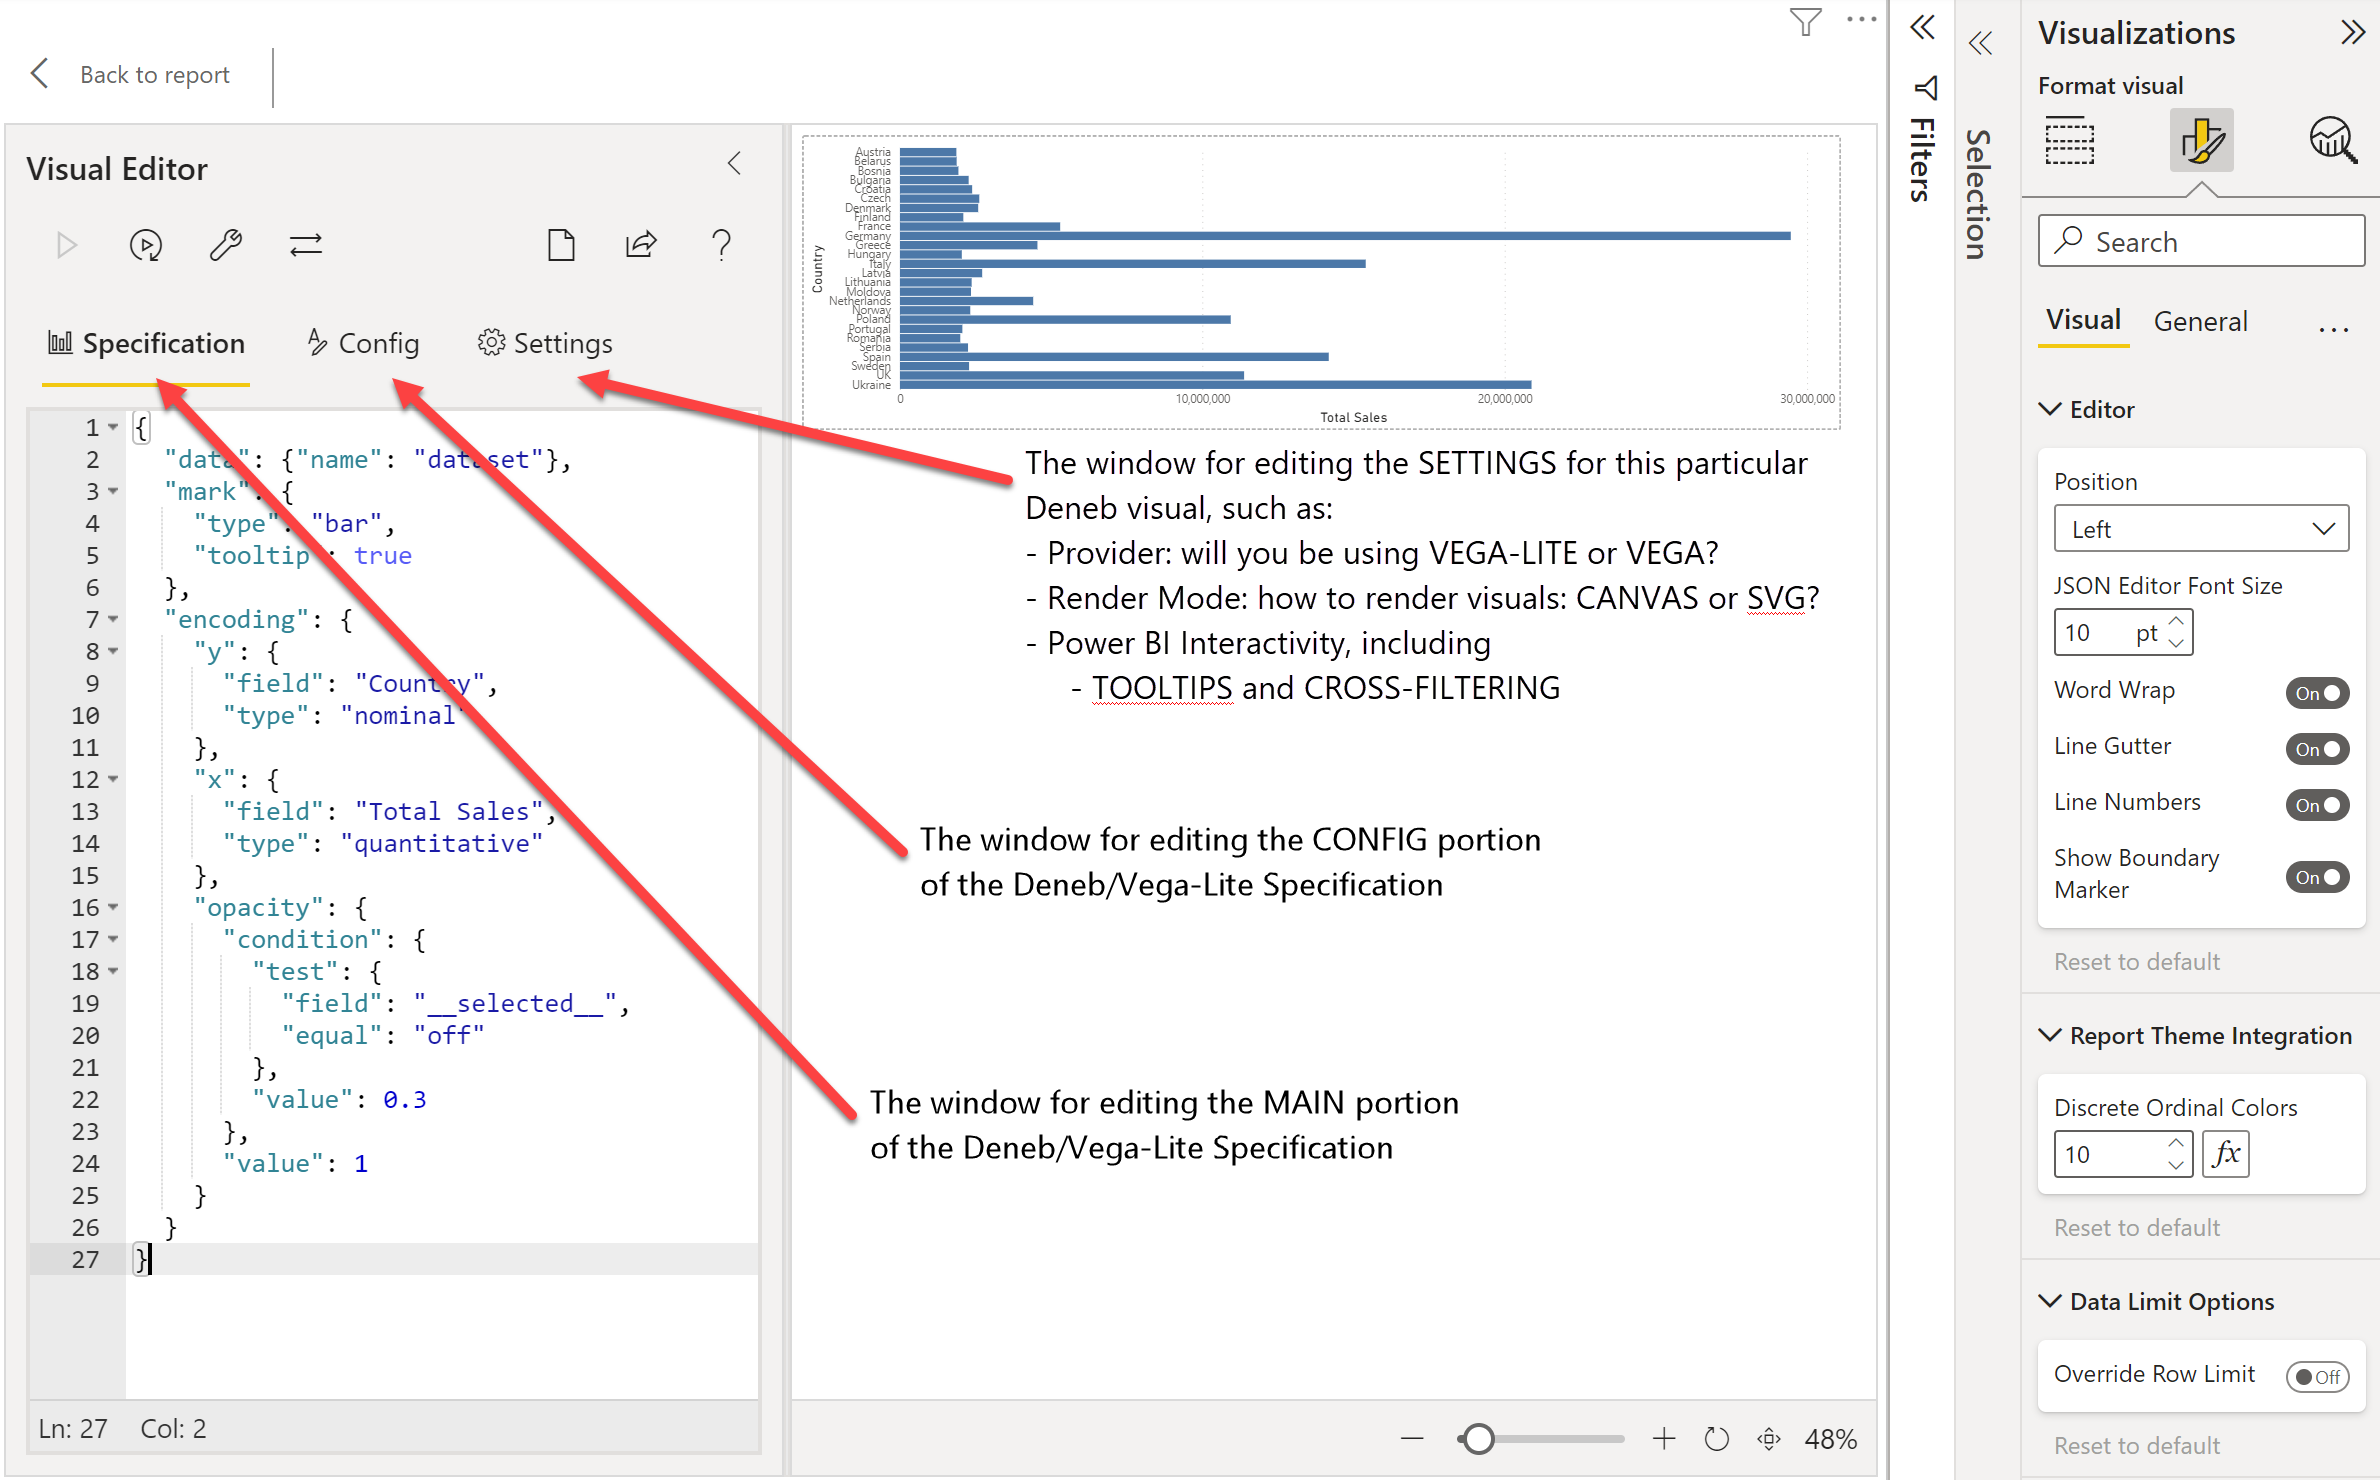 Back to report
Visual Editor
Specification
Config
Settings
1 {
2 "data": {"name": "dataset"},
3 "mark": {
4 "type": "bar",
5 "tooltip": true
6 },
7 "encoding": {
8 "y": {
9 "field": "Country",
10 "type": "nominal"
11 },
12 "x": {
13 "field": "Total Sales",
14 "type": "quantitative"
15 },
16 "opacity": {
17 "condition": {
18 "test": {
19 "field": "__selected__",
20 "equal": "off"
21 },
22 "value": 0.3
23 },
24 "value": 1
25 }
26 }
27 }
Ln: 27 Col: 2
Country
Austria
Belarus
Bosnia
Bulgaria
Croatia
Czech
Denmark
Finland
France
Germany
Greece
Hungary
Italy
Latvia
Lithuania
Moldova
Netherlands
Norway
Poland
Portugal
Romania
Serbia
Spain
Sweden
UK
Ukraine
0 10,000,000 20,000,000 30,000,000
Total Sales
The window for editing the SETTINGS for this particular
Deneb visual, such as:
- Provider: will you be using VEGA-LITE or VEGA?
- Render Mode: how to render visuals: CANVAS or SVG?
- Power BI Interactivity, including
- TOOLTIPS and CROSS-FILTERING
The window for editing the CONFIG portion
of the Deneb/Vega-Lite Specification
The window for editing the MAIN portion
of the Deneb/Vega-Lite Specification
48%
Filters
Selection
Visualizations
Format visual
Search
Visual General ...
Editor
Position
Left
JSON Editor Font Size
10 pt
Word Wrap On
Line Gutter On
Line Numbers On
Show Boundary
Marker On
Reset to default
Report Theme Integration
Discrete Ordinal Colors
10 fx
Reset to default
Data Limit Options
Override Row Limit Off
Reset to default